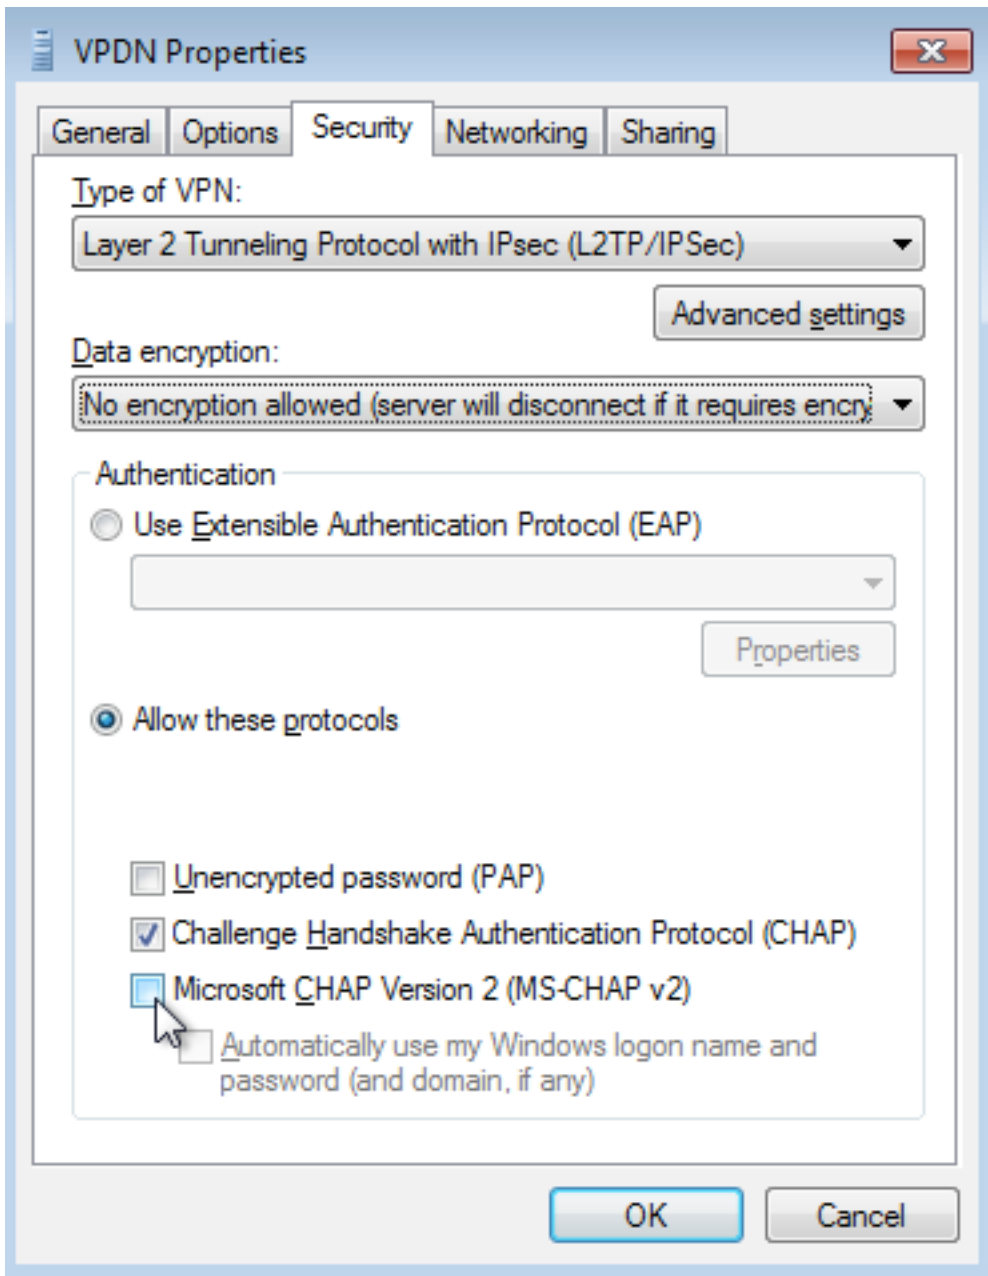 VPDN Properties
General Options Security Networking Sharing
Type of VPN:
Layer 2 Tunneling Protocol with IPsec (L2TP/IPSec)
Advanced settings
Data encryption:
No encryption allowed (server will disconnect if it requires encry
Authentication
Use Extensible Authentication Protocol (EAP)
Properties
Allow these protocols
Unencrypted password (PAP)
Challenge Handshake Authentication Protocol (CHAP)
Microsoft CHAP Version 2 (MS-CHAP v2)
Automatically use my Windows logon name and
password (and domain, if any)
OK Cancel